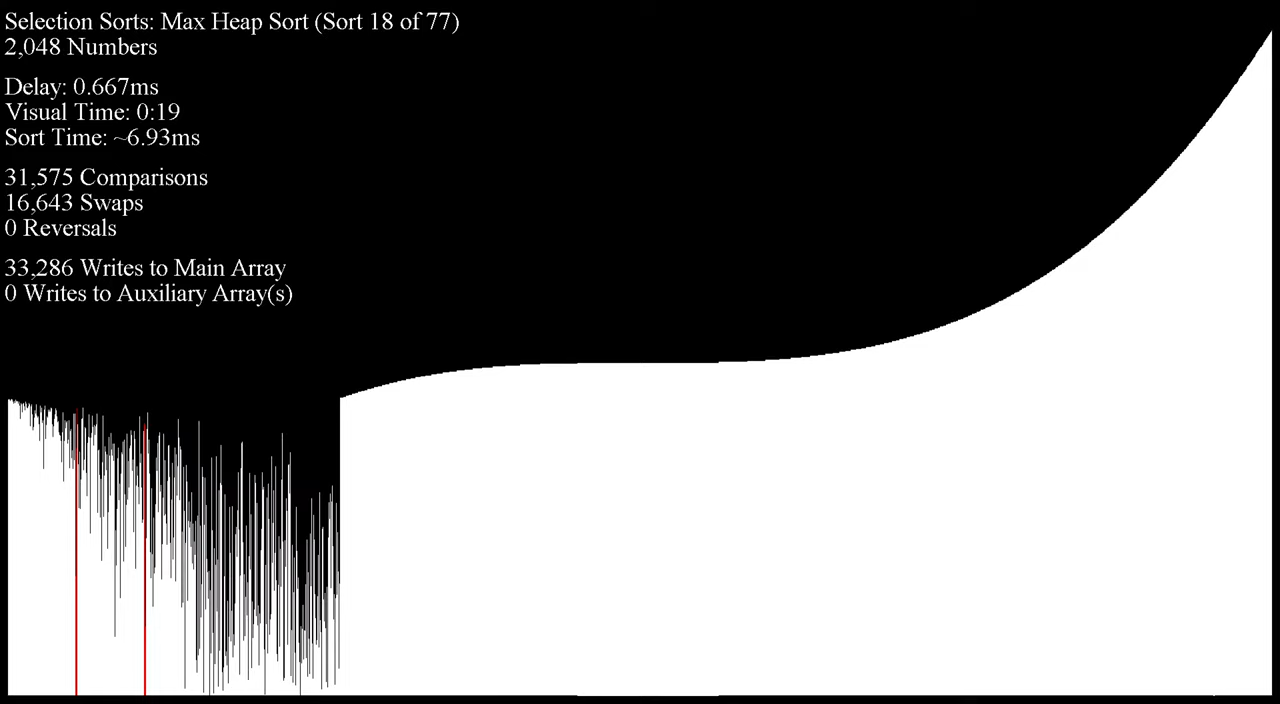 Selection Sorts: Max Heap Sort (Sort 18 of 77)
2,048 Numbers
Delay: 0.667ms
Visual Time: 0:19
Sort Time: ~6.93ms
31,575 Comparisons
16,643 Swaps
0 Reversals
33,286 Writes to Main Array
0 Writes to Auxiliary Array(s)